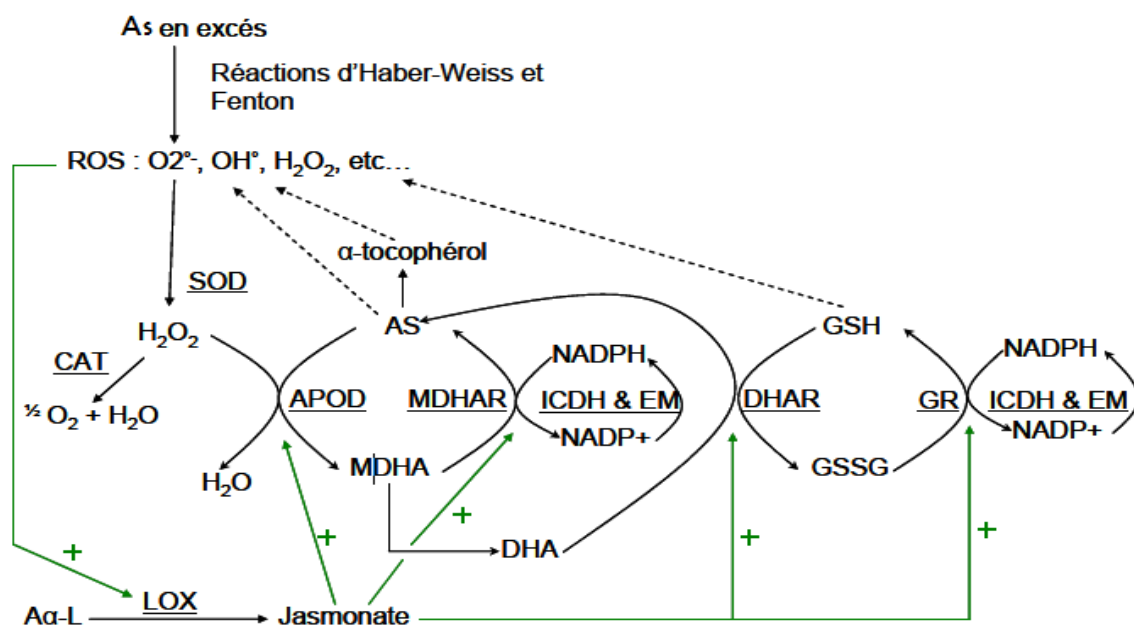 As en excés
Réactions d'Haber-Weiss et
Fenton
ROS : O2°-, OH°, H₂O₂, etc…
α-tocophérol
SOD
H₂O₂
AS
GSH
CAT
NADPH
NADPH
½ O₂ + H₂O
APOD
MDHAR
ICDH & EM
DHAR
GR
ICDH & EM
NADP+
NADP+
H₂O
MDHA
GSSG
+
+
+
+
+
DHA
LOX
Aα-L
Jasmonate